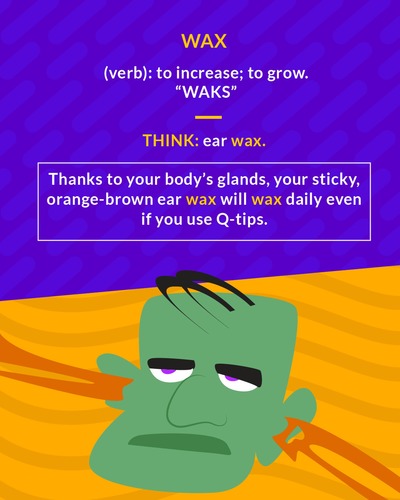 WAX
(verb): to increase; to grow.
“WAKS”
THINK: ear wax.
Thanks to your body’s glands, your sticky,
orange-brown ear wax will wax daily even
if you use Q-tips.